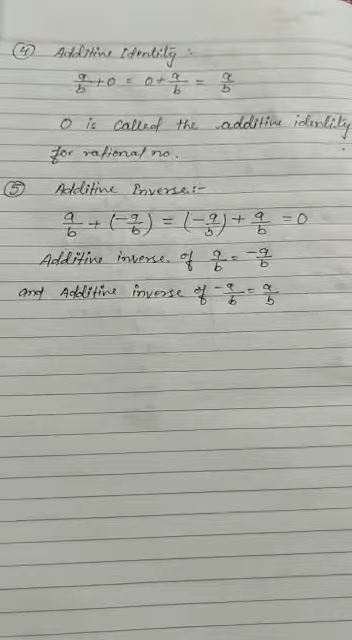 ④ Additive Identity :
a/b + 0 = 0 + a/b = a/b
0 is called the additive identity
for rational no.
⑤ Additive Inverse :-
a/b + (-a/b) = (-a/b) + a/b = 0
Additive inverse of a/b = -a/b
and Additive inverse of -a/b = a/b